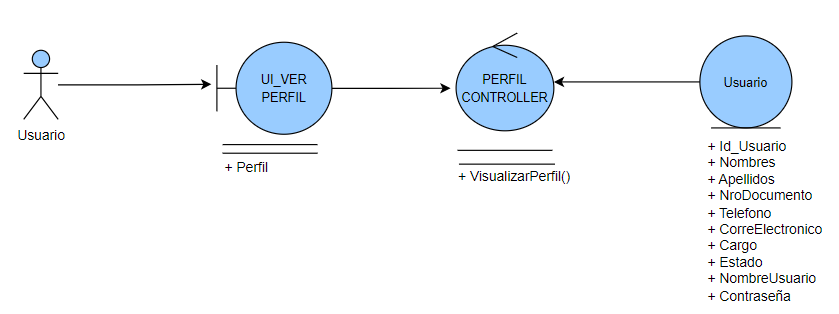 Usuario
UI_VER
PERFIL
+ Perfil
PERFIL
CONTROLLER
+ VisualizarPerfil()
Usuario
+ Id_Usuario
+ Nombres
+ Apellidos
+ NroDocumento
+ Telefono
+ CorreElectronico
+ Cargo
+ Estado
+ NombreUsuario
+ Contraseña